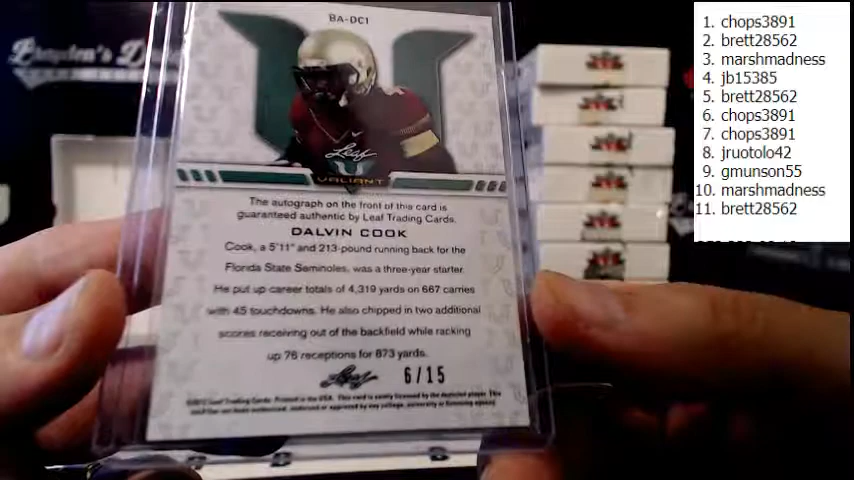 BA-DC1
Leaf
VALIANT
The autograph on the front of this card is
guaranteed authentic by Leaf Trading Cards.
DALVIN COOK
Cook, a 5'11" and 213-pound running back for the
Florida State Seminoles, was a three-year starter.
He put up career totals of 4,319 yards on 667 carries
with 45 touchdowns. He also chipped in two additional
scores receiving out of the backfield while racking
up 76 receptions for 873 yards.
Leaf 6/15
1. chops3891
2. brett28562
3. marshmadness
4. jb15385
5. brett28562
6. chops3891
7. chops3891
8. jruotolo42
9. gmunson55
10. marshmadness
11. brett28562